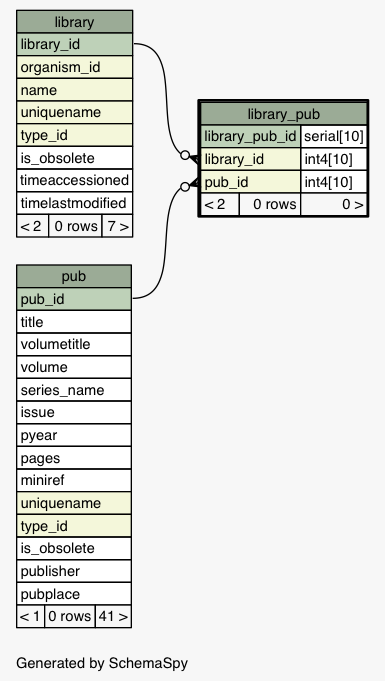 library
library_id
organism_id
name
uniquename
type_id
is_obsolete
timeaccessioned
timelastmodified
< 2 0 rows 7 >
library_pub
library_pub_id serial[10]
library_id int4[10]
pub_id int4[10]
< 2 0 rows 0 >
pub
pub_id
title
volumetitle
volume
series_name
issue
pyear
pages
miniref
uniquename
type_id
is_obsolete
publisher
pubplace
< 1 0 rows 41 >
Generated by SchemaSpy